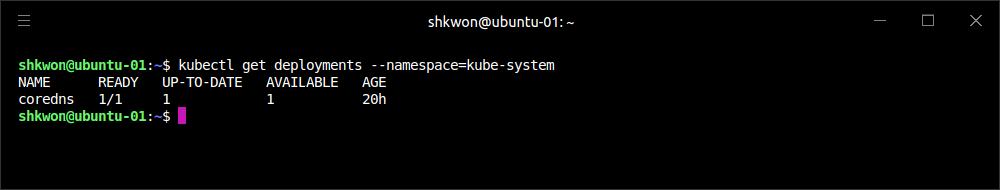 shkwon@ubuntu-01: ~
shkwon@ubuntu-01:~$ kubectl get deployments --namespace=kube-system
NAME      READY   UP-TO-DATE   AVAILABLE   AGE
coredns   1/1     1            1           20h
shkwon@ubuntu-01:~$